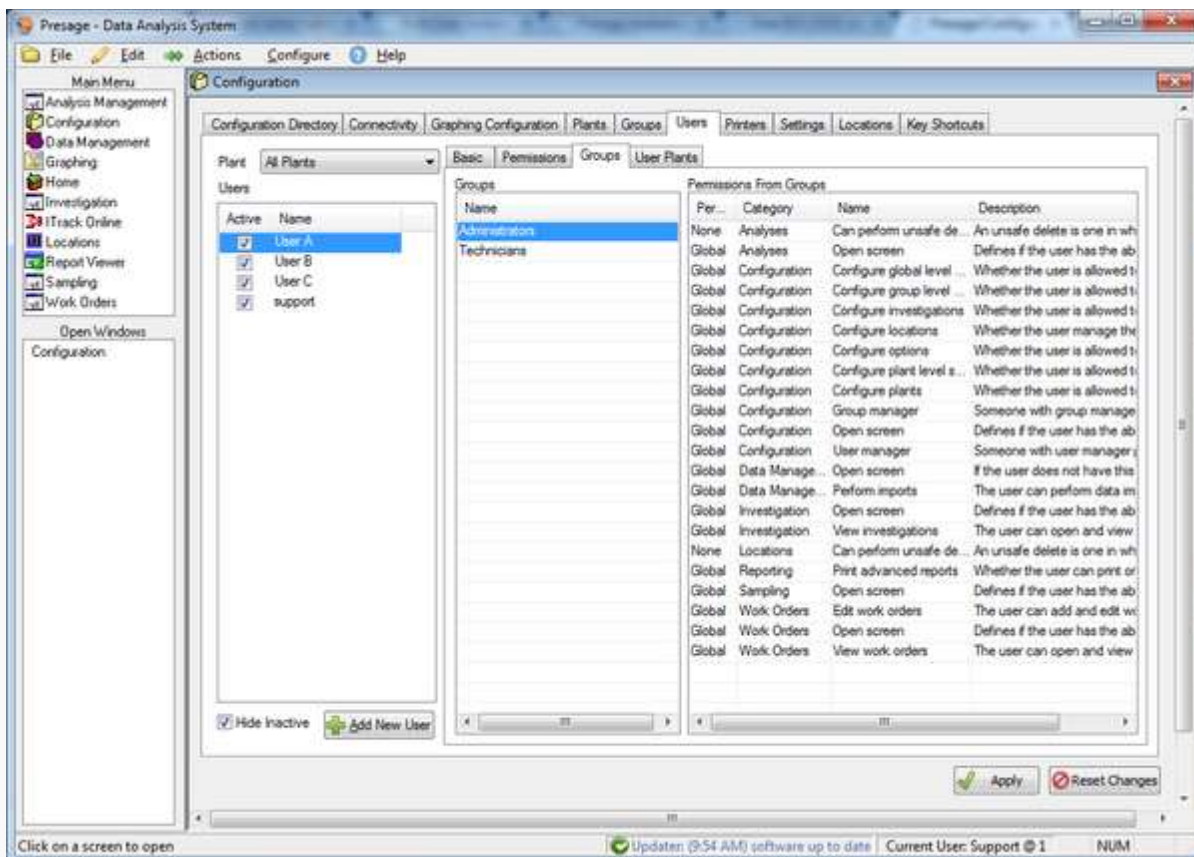 Presage - Data Analysis System
File Edit Actions Configure Help
Main Menu
Analysis Management
Configuration
Data Management
Graphing
Home
Investigation
ITrack Online
Locations
Report Viewer
Sampling
Work Orders
Open Windows
Configuration
Configuration
Configuration Directory Connectivity Graphing Configuration Plants Groups Users Printers Settings Locations Key Shortcuts
Plant All Plants
Users
Active Name
User A
User B
User C
support
Hide Inactive Add New User
Basic Permissions Groups User Plants
Groups
Name
Administrators
Technicians
Permissions From Groups
Per... Category Name Description
None Analyses Can perform unsafe de... An unsafe delete is one in wh
Global Analyses Open screen Defines if the user has the ab
Global Configuration Configure global level ... Whether the user is allowed t
Global Configuration Configure group level ... Whether the user is allowed t
Global Configuration Configure investigations Whether the user is allowed t
Global Configuration Configure locations Whether the user manage the
Global Configuration Configure options Whether the user is allowed t
Global Configuration Configure plant level s... Whether the user is allowed t
Global Configuration Configure plants Whether the user is allowed t
Global Configuration Group manager Someone with group manage
Global Configuration Open screen Defines if the user has the ab
Global Configuration User manager Someone with user manager
Global Data Manage... Open screen If the user does not have this
Global Data Manage... Perform imports The user can perform data im
Global Investigation Open screen Defines if the user has the ab
Global Investigation View investigations The user can open and view
None Locations Can perform unsafe de... An unsafe delete is one in wh
Global Reporting Print advanced reports Whether the user can print or
Global Sampling Open screen Defines if the user has the ab
Global Work Orders Edit work orders The user can add and edit wo
Global Work Orders Open screen Defines if the user has the ab
Global Work Orders View work orders The user can open and view
Apply Reset Changes
Click on a screen to open
Updater: (9:54 AM) software up to date Current User: Support @ 1 NUM